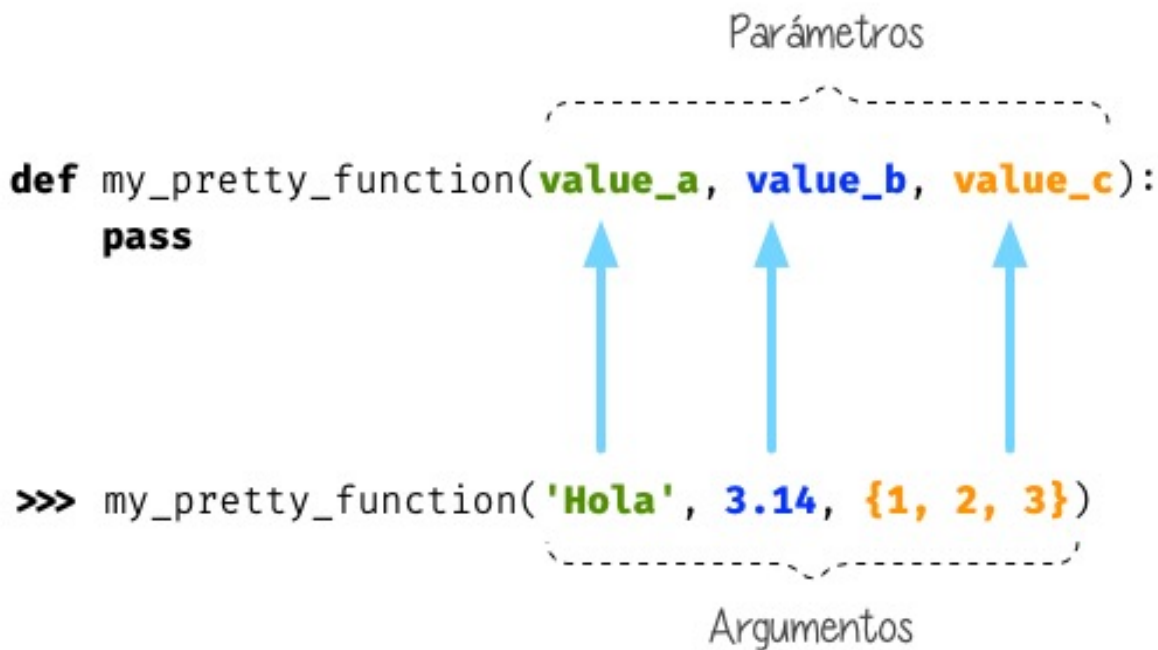 Parámetros
def my_pretty_function(value_a, value_b, value_c):
    pass
>>> my_pretty_function('Hola', 3.14, {1, 2, 3})
Argumentos